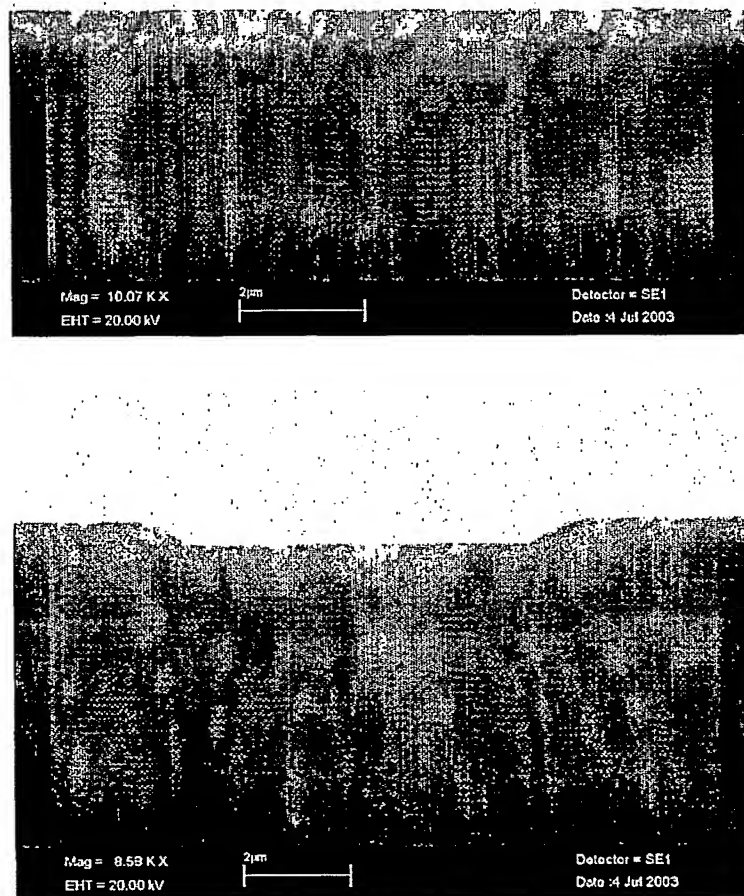 Mag = 10.07 K X 2µm Detector = SE1
EHT = 20.00 kV Date :4 Jul 2003
Mag = 8.58 K X 2µm Detector = SE1
EHT = 20.00 kV Date :4 Jul 2003